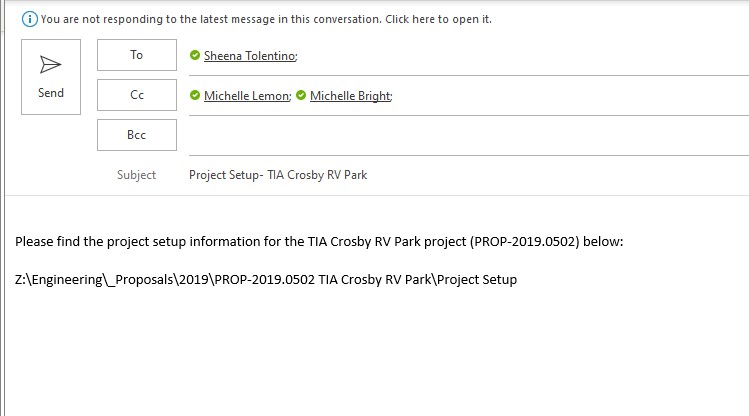 You are not responding to the latest message in this conversation. Click here to open it.
Send
To
Sheena Tolentino;
Cc
Michelle Lemon; Michelle Bright;
Bcc
Subject
Project Setup- TIA Crosby RV Park
Please find the project setup information for the TIA Crosby RV Park project (PROP-2019.0502) below:
Z:\Engineering\_Proposals\2019\PROP-2019.0502 TIA Crosby RV Park\Project Setup